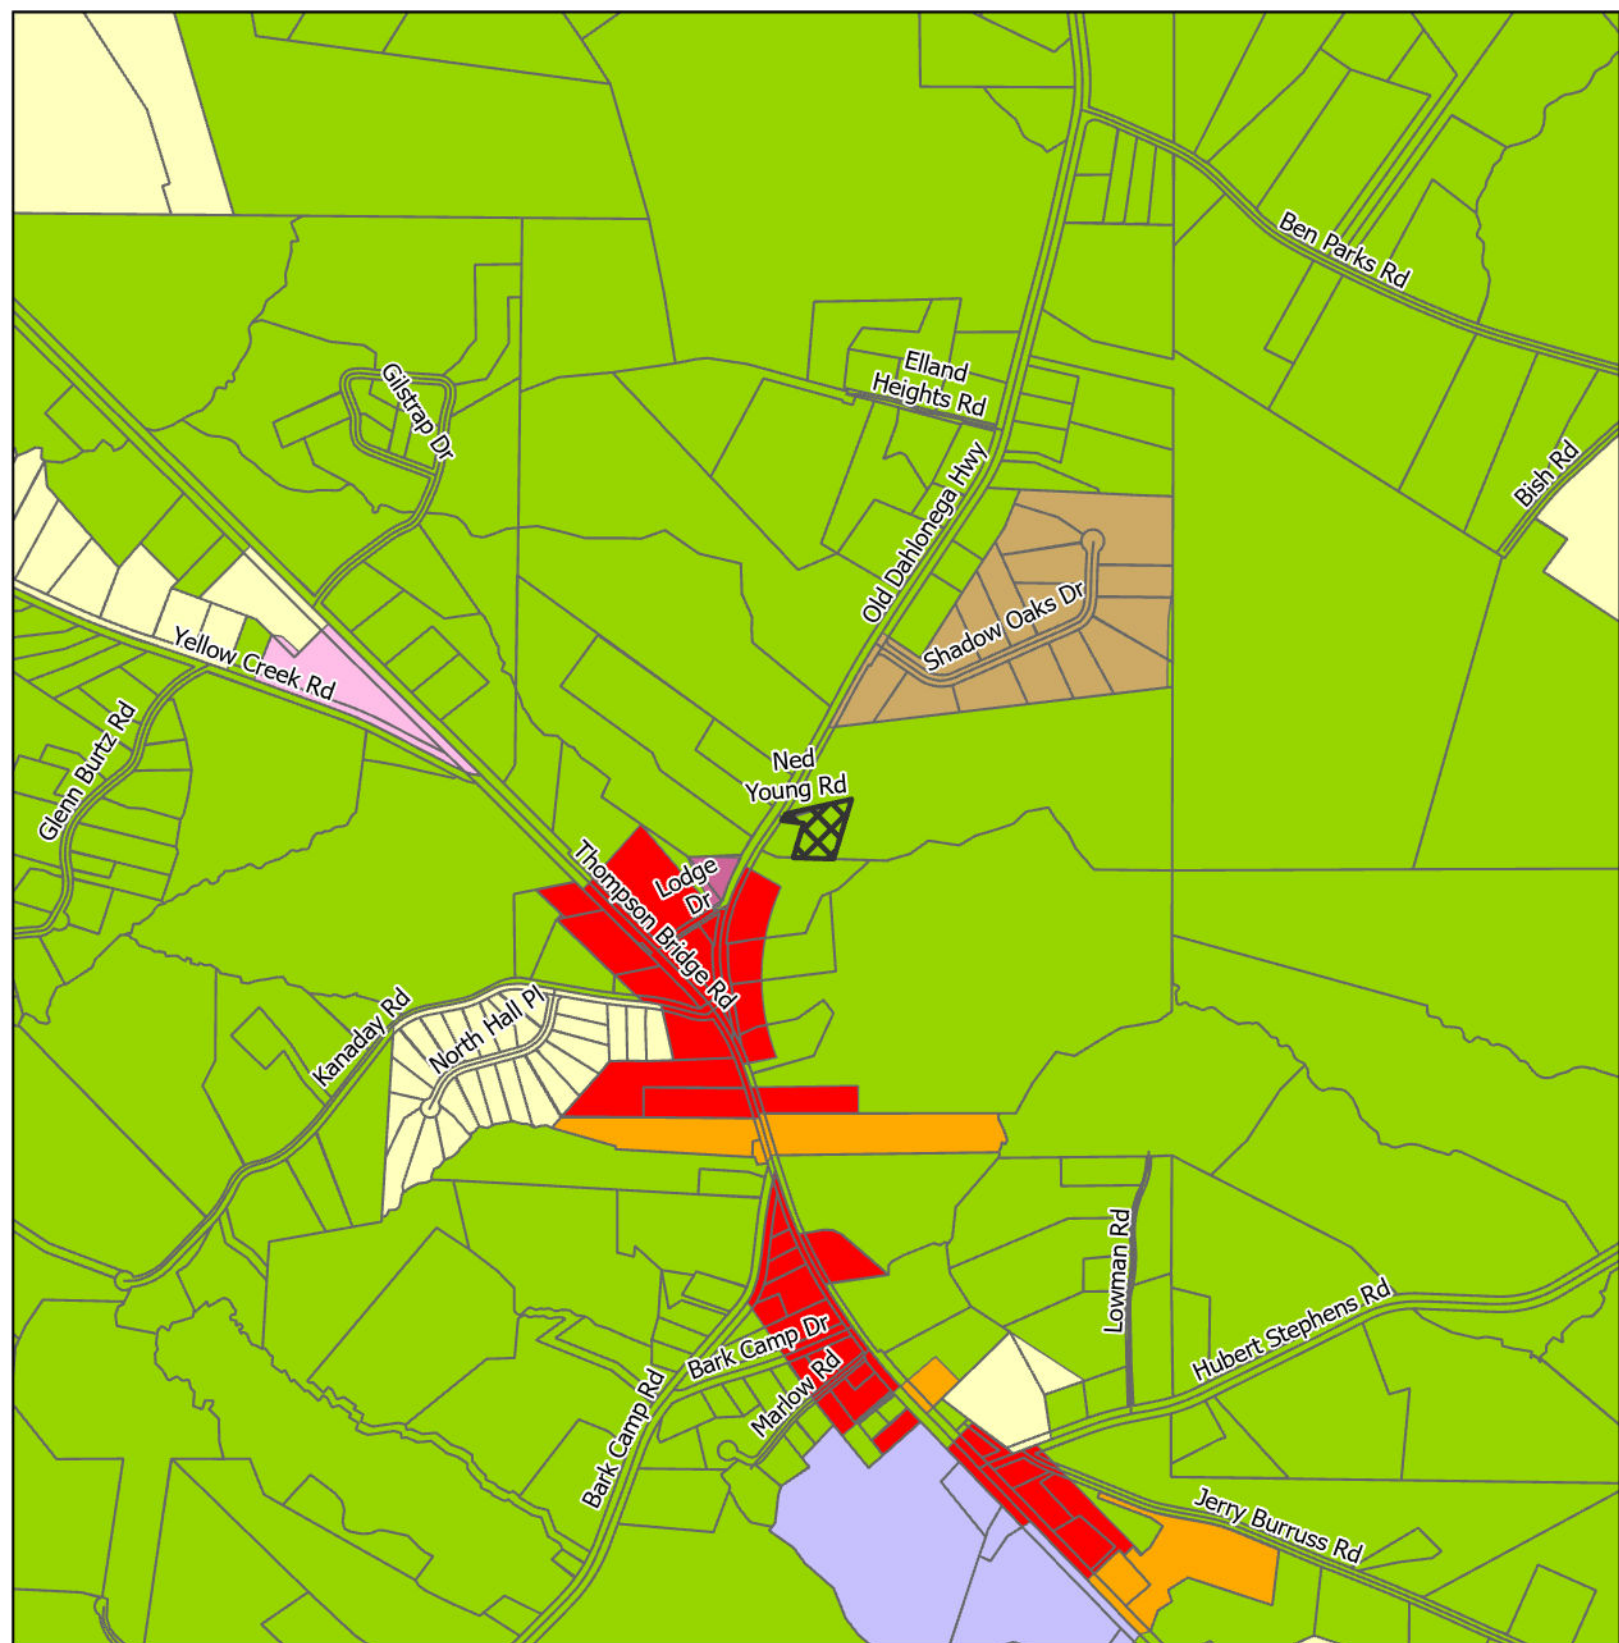 Ben Parks Rd
Elland
Heights Rd
Gilstrap Dr
Bish Rd
Old Dahlonega Hwy
Shadow Oaks Dr
Yellow Creek Rd
Glenn Burtz Rd
Ned
Young Rd
Lodge
Dr
Thompson Bridge Rd
Kanaday Rd
North Hall Pl
Lowman Rd
Hubert Stephens Rd
Bark Camp Dr
Marlow Rd
Bark Camp Rd
Jerry Burruss Rd